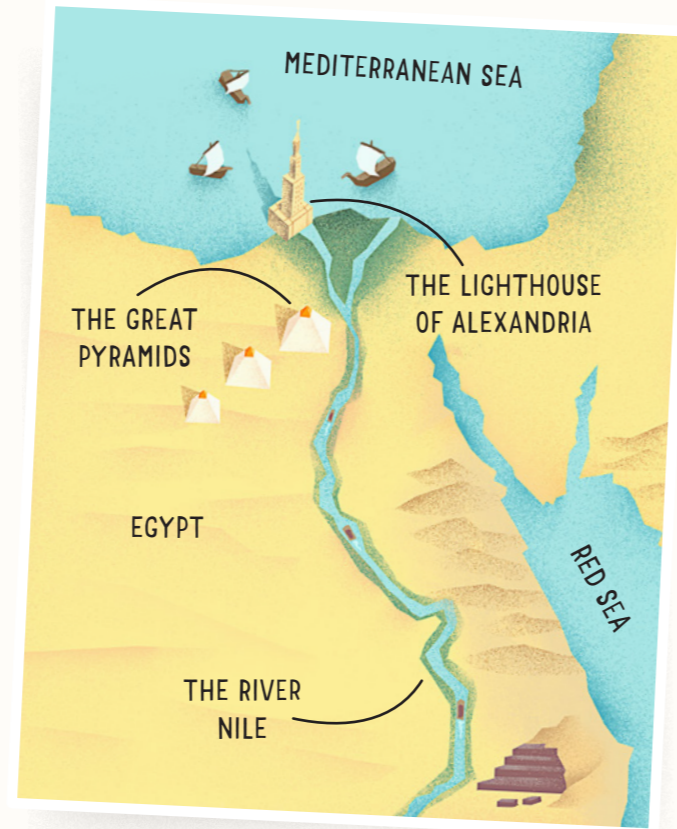 MEDITERRANEAN SEA
THE LIGHTHOUSE
OF ALEXANDRIA
THE GREAT
PYRAMIDS
EGYPT
RED SEA
THE RIVER
NILE